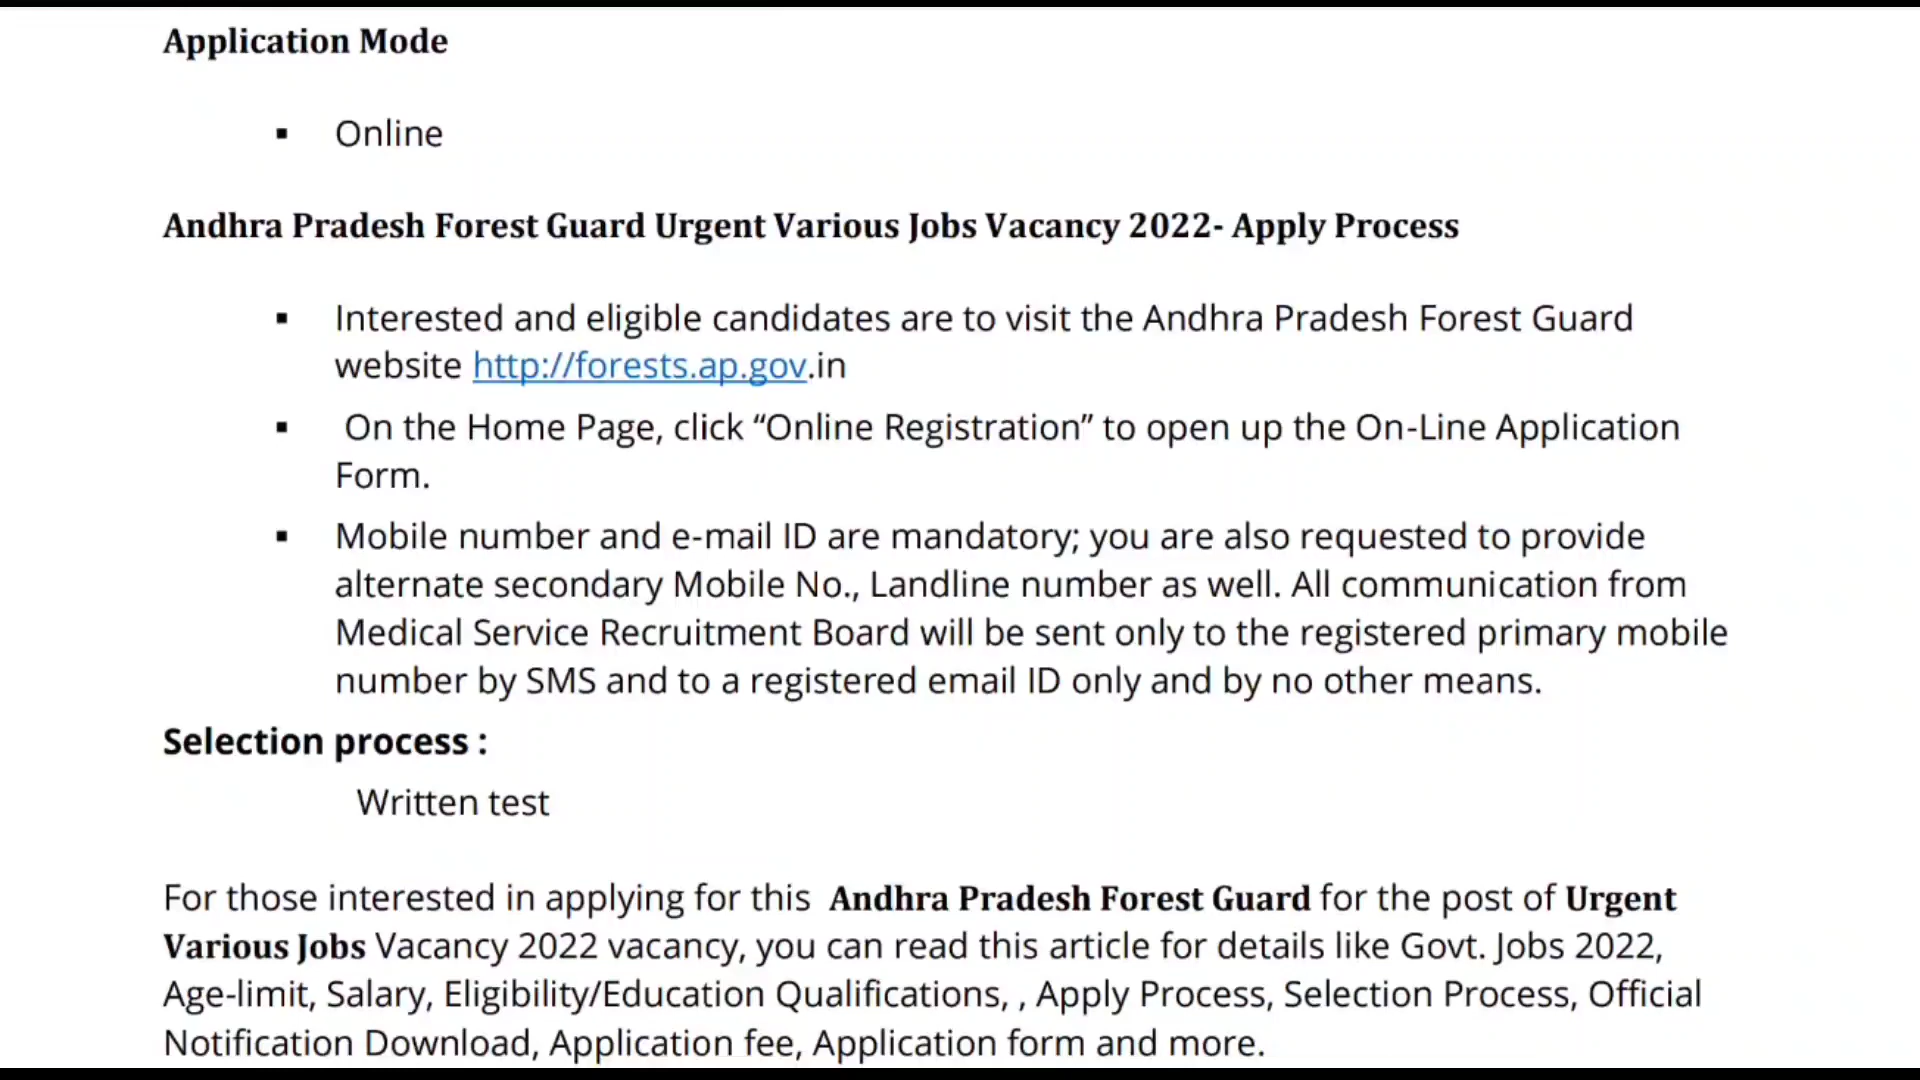 Application Mode
▪ Online
Andhra Pradesh Forest Guard Urgent Various Jobs Vacancy 2022- Apply Process
▪ Interested and eligible candidates are to visit the Andhra Pradesh Forest Guard
website http://forests.ap.gov.in
▪ On the Home Page, click “Online Registration” to open up the On-Line Application
Form.
▪ Mobile number and e-mail ID are mandatory; you are also requested to provide
alternate secondary Mobile No., Landline number as well. All communication from
Medical Service Recruitment Board will be sent only to the registered primary mobile
number by SMS and to a registered email ID only and by no other means.
Selection process :
Written test
For those interested in applying for this Andhra Pradesh Forest Guard for the post of Urgent
Various Jobs Vacancy 2022 vacancy, you can read this article for details like Govt. Jobs 2022,
Age-limit, Salary, Eligibility/Education Qualifications, , Apply Process, Selection Process, Official
Notification Download, Application fee, Application form and more.